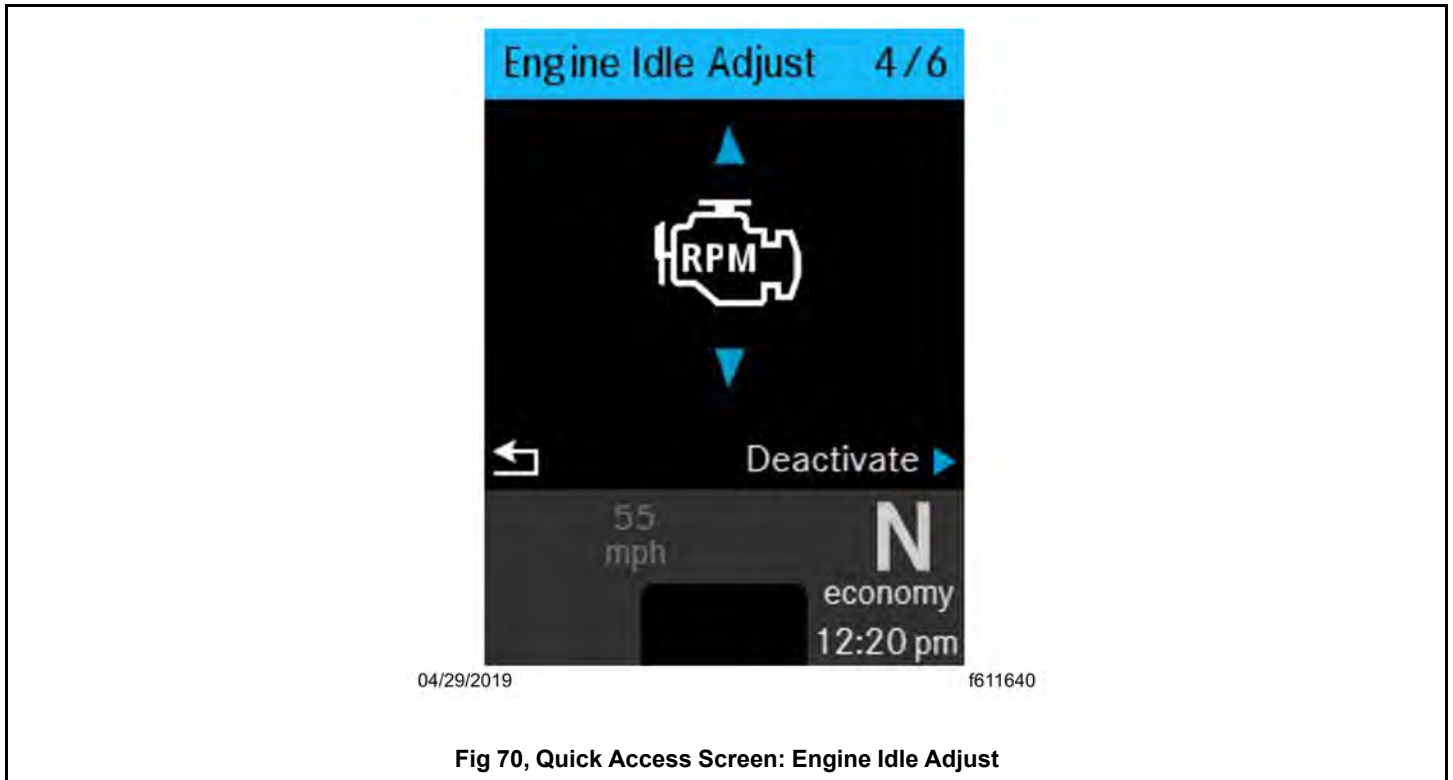 Engine Idle Adjust 4/6
RPM
Deactivate
55
mph
N
economy
12:20 pm
04/29/2019 f611640
Fig 70, Quick Access Screen: Engine Idle Adjust